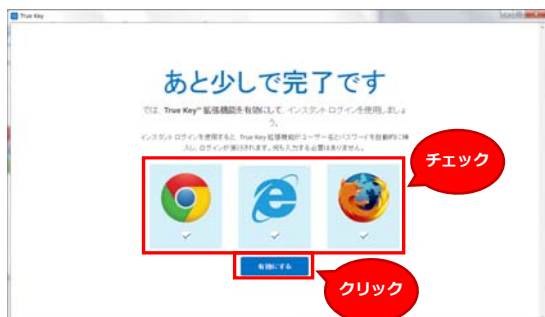 True Key
あと少しで完了です
では、True Key™ 拡張機能を有効にして、インスタント ログインを使用しましょ
う。
インスタント ログインを使用すると、True Key 拡張機能がユーザー名とパスワードを自動的に挿
入し、ログインが実行されます。何も入力する必要はありません。
チェック
有効にする
クリック